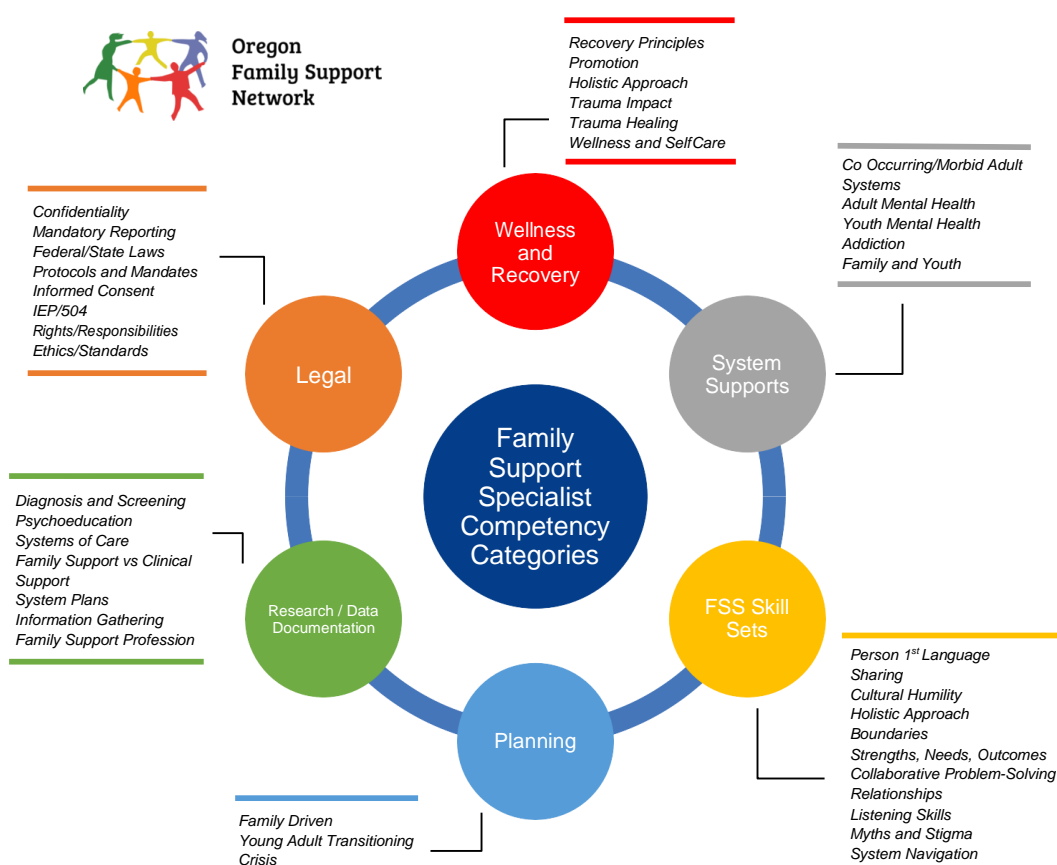 Oregon
Family Support
Network
Recovery Principles
Promotion
Holistic Approach
Trauma Impact
Trauma Healing
Wellness and SelfCare
Co Occurring/Morbid Adult
Systems
Adult Mental Health
Youth Mental Health
Addiction
Family and Youth
Confidentiality
Mandatory Reporting
Federal/State Laws
Protocols and Mandates
Informed Consent
IEP/504
Rights/Responsibilities
Ethics/Standards
Wellness
and
Recovery
Legal
System
Supports
Family
Support
Specialist
Competency
Categories
Diagnosis and Screening
Psychoeducation
Systems of Care
Family Support vs Clinical
Support
System Plans
Information Gathering
Family Support Profession
Research / Data
Documentation
FSS Skill
Sets
Person 1st Language
Sharing
Cultural Humility
Holistic Approach
Boundaries
Strengths, Needs, Outcomes
Collaborative Problem-Solving
Relationships
Listening Skills
Myths and Stigma
System Navigation
Planning
Family Driven
Young Adult Transitioning
Crisis